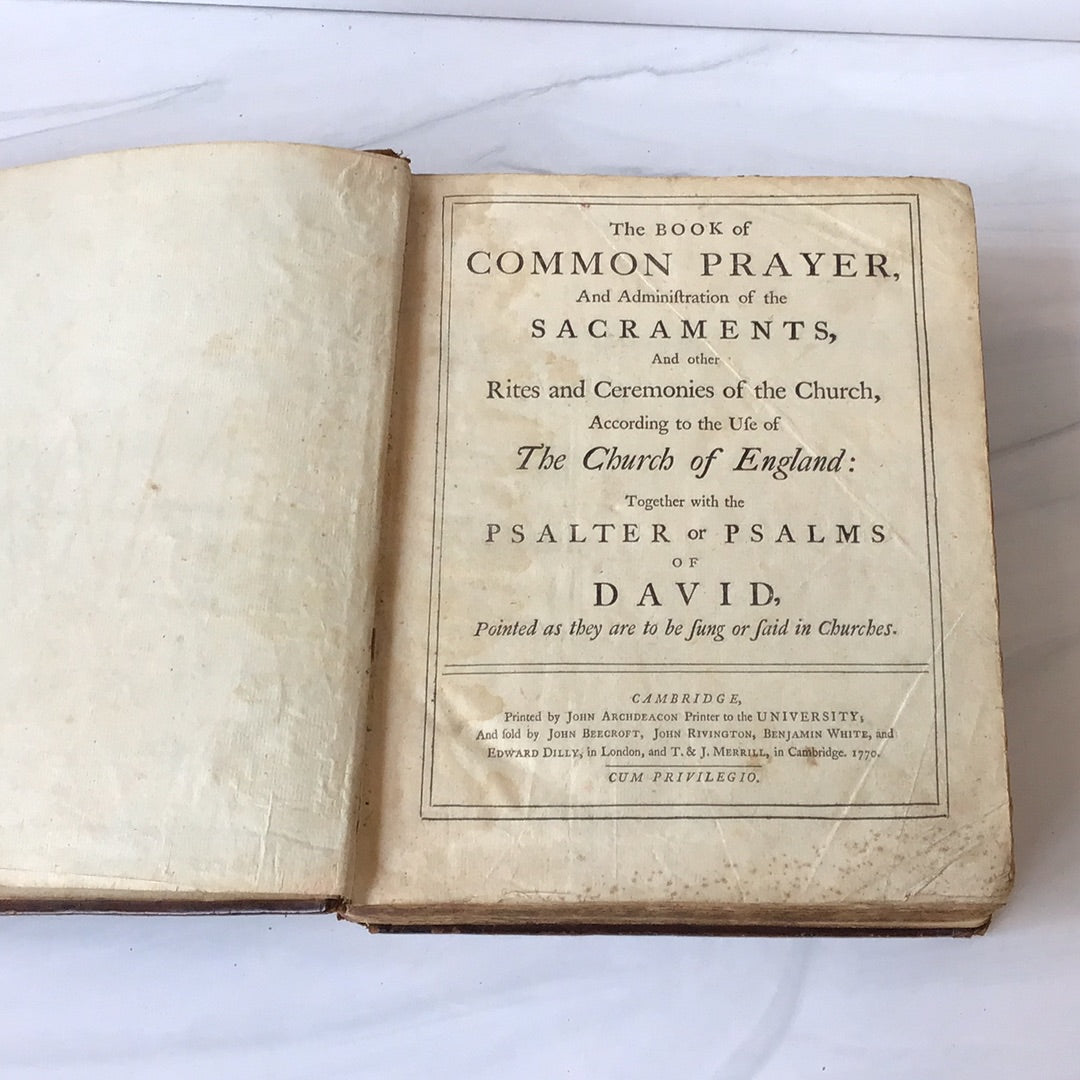 The BOOK of
COMMON PRAYER,
And Adminiſtration of the
SACRAMENTS,
And other
Rites and Ceremonies of the Church,
According to the Uſe of
The Church of England:
Together with the
PSALTER or PSALMS
OF
DAVID,
Pointed as they are to be ſung or ſaid in Churches.
CAMBRIDGE,
Printed by JOHN ARCHDEACON Printer to the UNIVERSITY;
And ſold by JOHN BEECROFT, JOHN RIVINGTON, BENJAMIN WHITE, and
EDWARD DILLY, in London, and T. & J. MERRILL, in Cambridge. 1770.
CUM PRIVILEGIO.